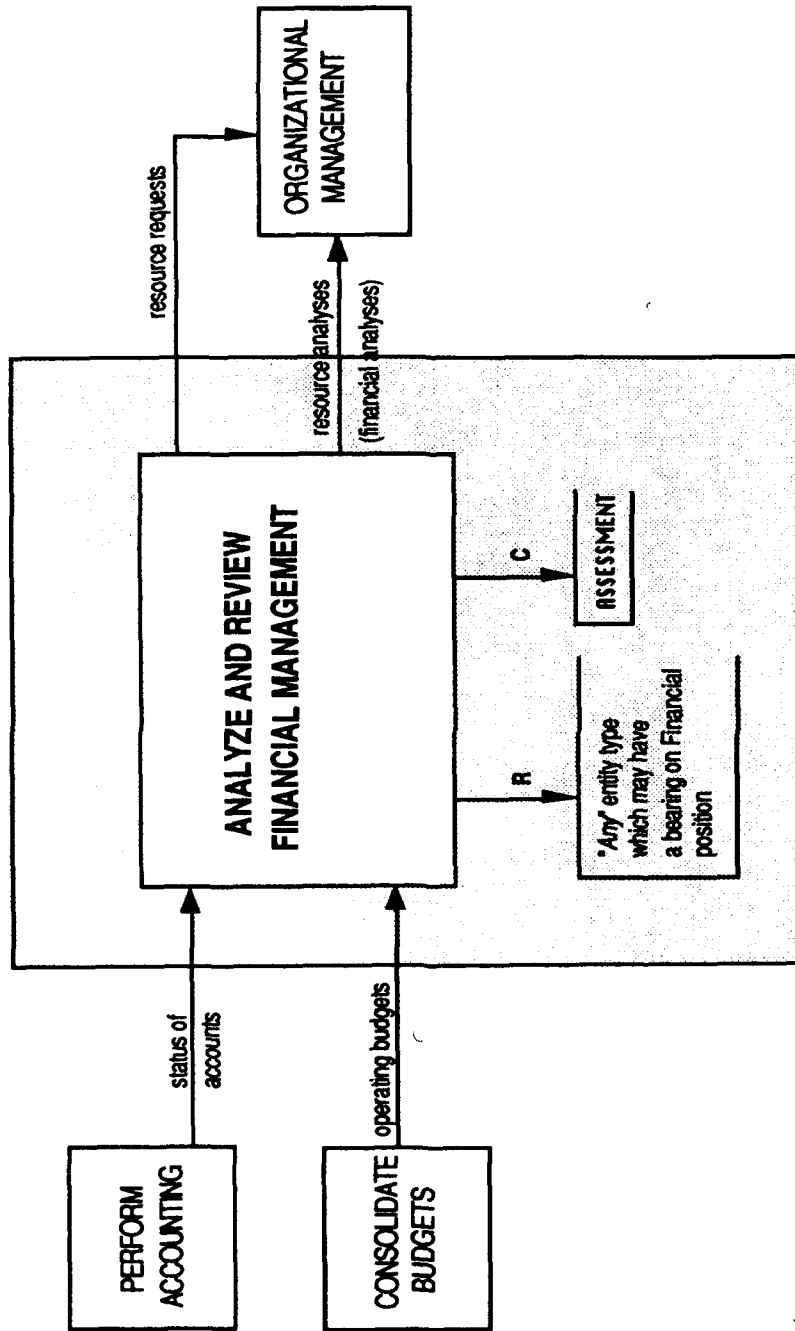 PERFORM
ACCOUNTING
status of
accounts
CONSOLIDATE
BUDGETS
operating budgets
ANALYZE AND REVIEW
FINANCIAL MANAGEMENT
R
"Any" entity type
which may have
a bearing on Financial
position
C
ASSESSMENT
resource requests
resource analyses
(financial analyses)
ORGANIZATIONAL
MANAGEMENT